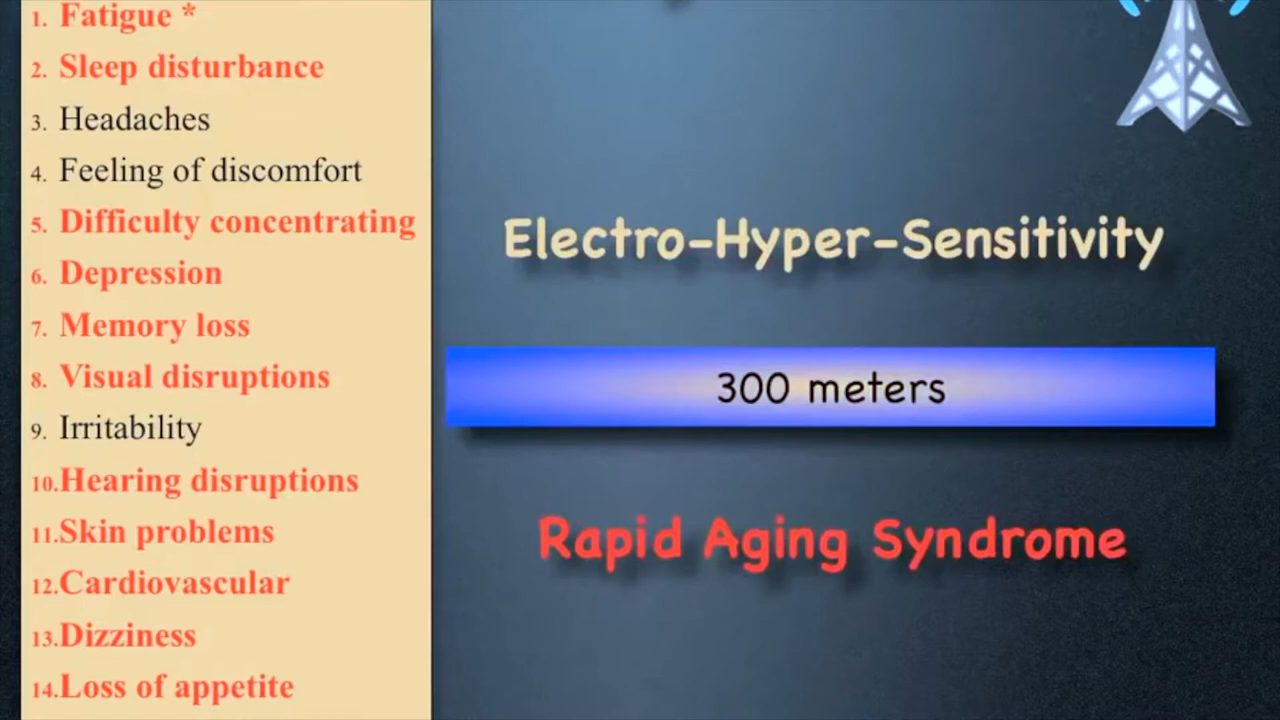 1. Fatigue *
2. Sleep disturbance
3. Headaches
4. Feeling of discomfort
5. Difficulty concentrating
6. Depression
7. Memory loss
8. Visual disruptions
9. Irritability
10.Hearing disruptions
11.Skin problems
12.Cardiovascular
13.Dizziness
14.Loss of appetite
Electro-Hyper-Sensitivity
300 meters
Rapid Aging Syndrome